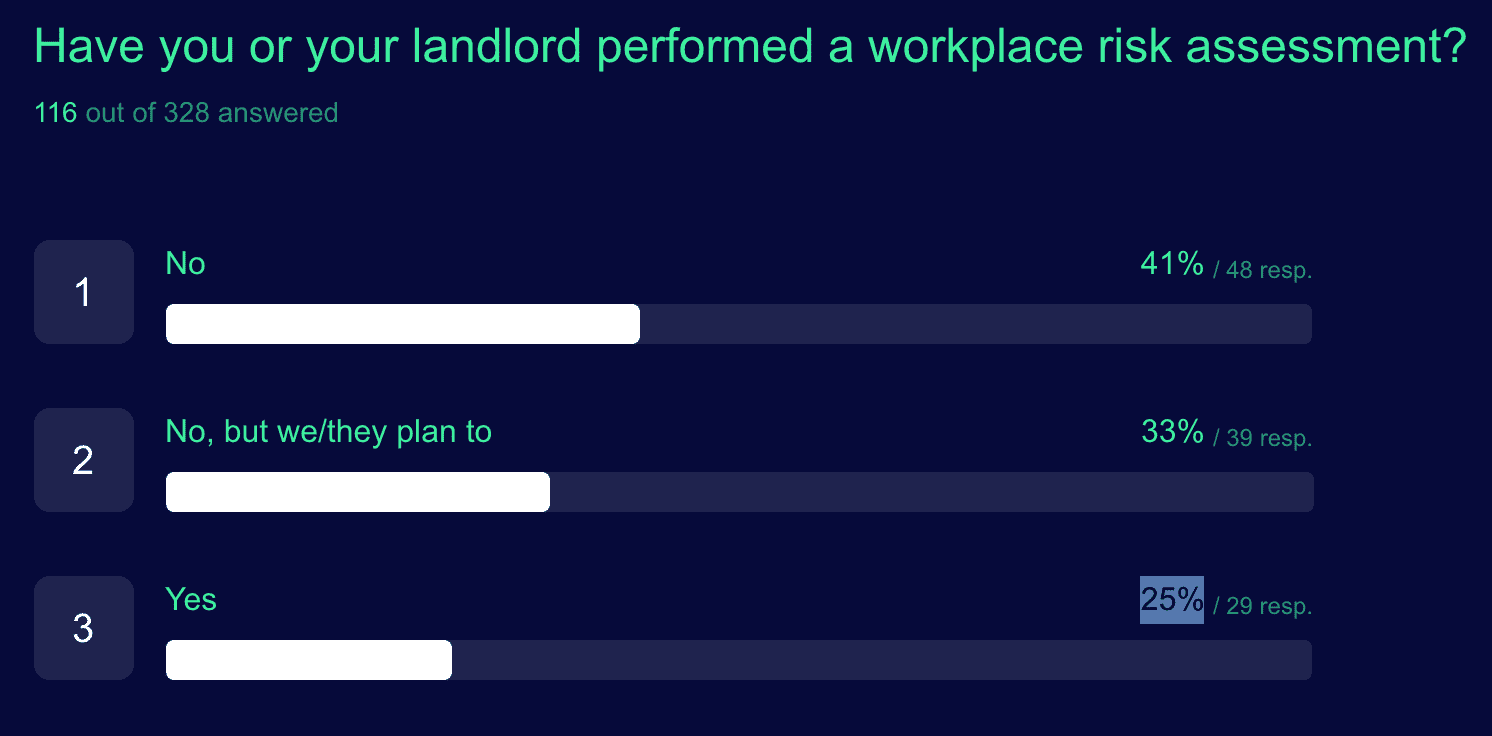 Have you or your landlord performed a workplace risk assessment?
116 out of 328 answered
1
No
41% / 48 resp.
2
No, but we/they plan to
33% / 39 resp.
3
Yes
25% / 29 resp.